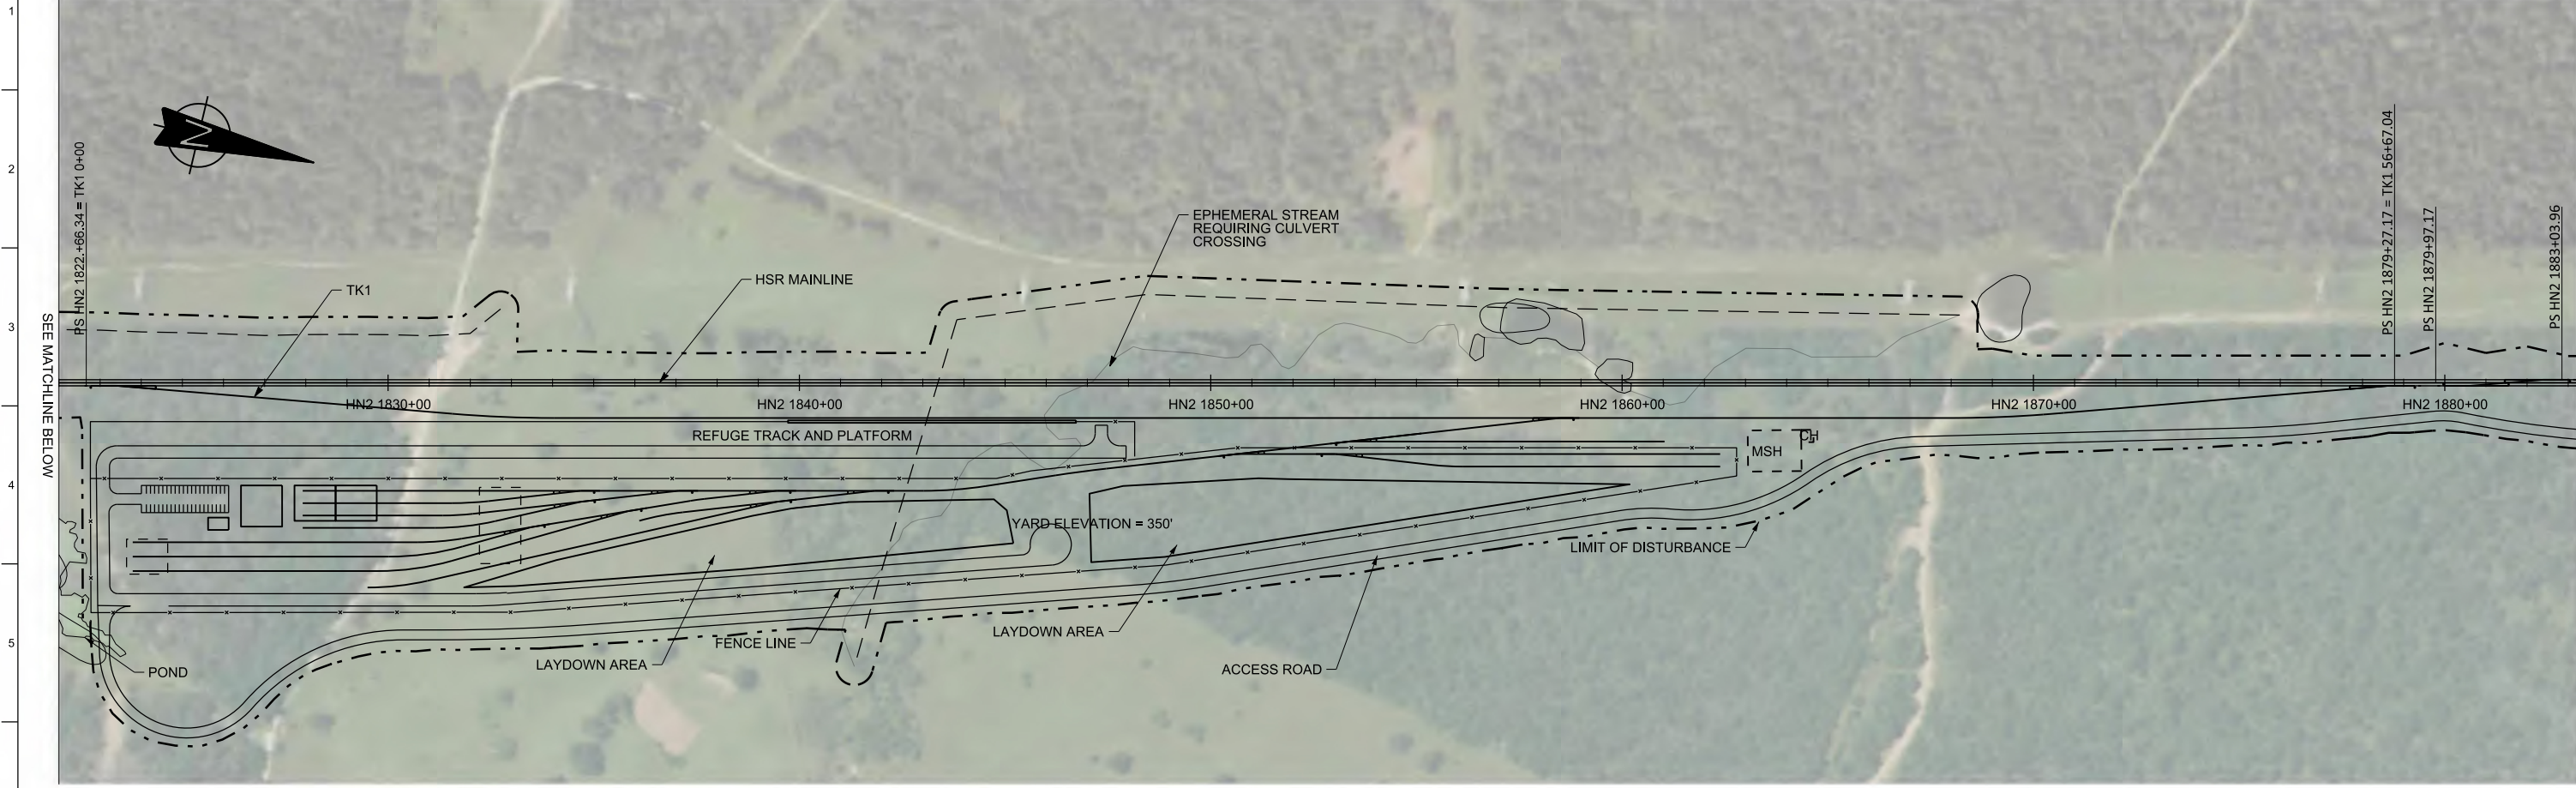 1
2
3
4
5
N
SEE MATCHLINE BELOW
PS HN2 1822.+66.34 = TK1 0+00
TK1
HSR MAINLINE
EPHEMERAL STREAM
REQUIRING CULVERT
CROSSING
PS HN2 1879+27.17 = TK1 56+67.04
PS HN2 1879+97.17
PS HN2 1883+03.96
HN2 1830+00
HN2 1840+00
HN2 1850+00
HN2 1860+00
HN2 1870+00
HN2 1880+00
REFUGE TRACK AND PLATFORM
CH
MSH
YARD ELEVATION = 350'
LIMIT OF DISTURBANCE
LAYDOWN AREA
FENCE LINE
LAYDOWN AREA
ACCESS ROAD
POND